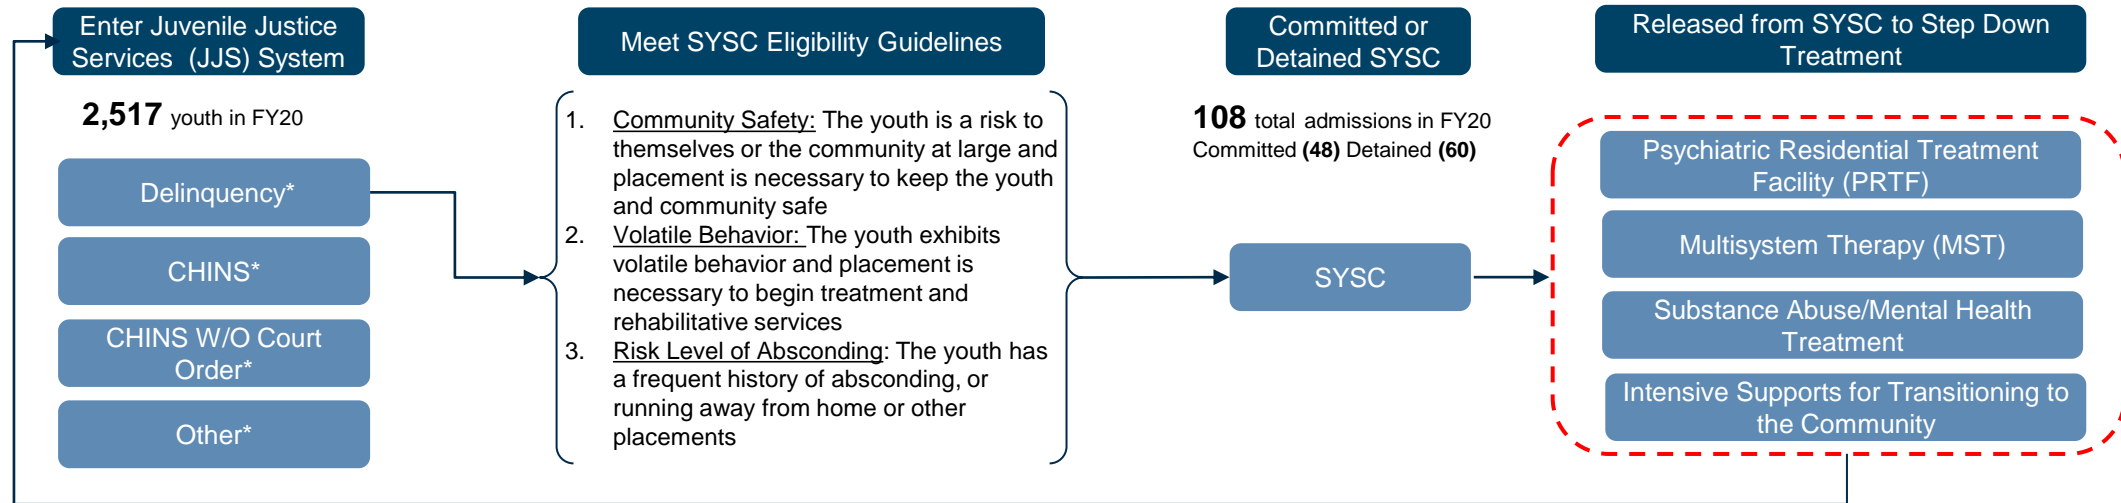 Enter Juvenile Justice
Services (JJS) System
2,517 youth in FY20
Delinquency*
CHINS*
CHINS W/O Court
Order*
Other*
Meet SYSC Eligibility Guidelines
1. Community Safety: The youth is a risk to
themselves or the community at large and
placement is necessary to keep the youth
and community safe
2. Volatile Behavior: The youth exhibits
volatile behavior and placement is
necessary to begin treatment and
rehabilitative services
3. Risk Level of Absconding: The youth has
a frequent history of absconding, or
running away from home or other
placements
Committed or
Detained SYSC
108 total admissions in FY20
Committed (48) Detained (60)
SYSC
Released from SYSC to Step Down
Treatment
Psychiatric Residential Treatment
Facility (PRTF)
Multisystem Therapy (MST)
Substance Abuse/Mental Health
Treatment
Intensive Supports for Transitioning to
the Community